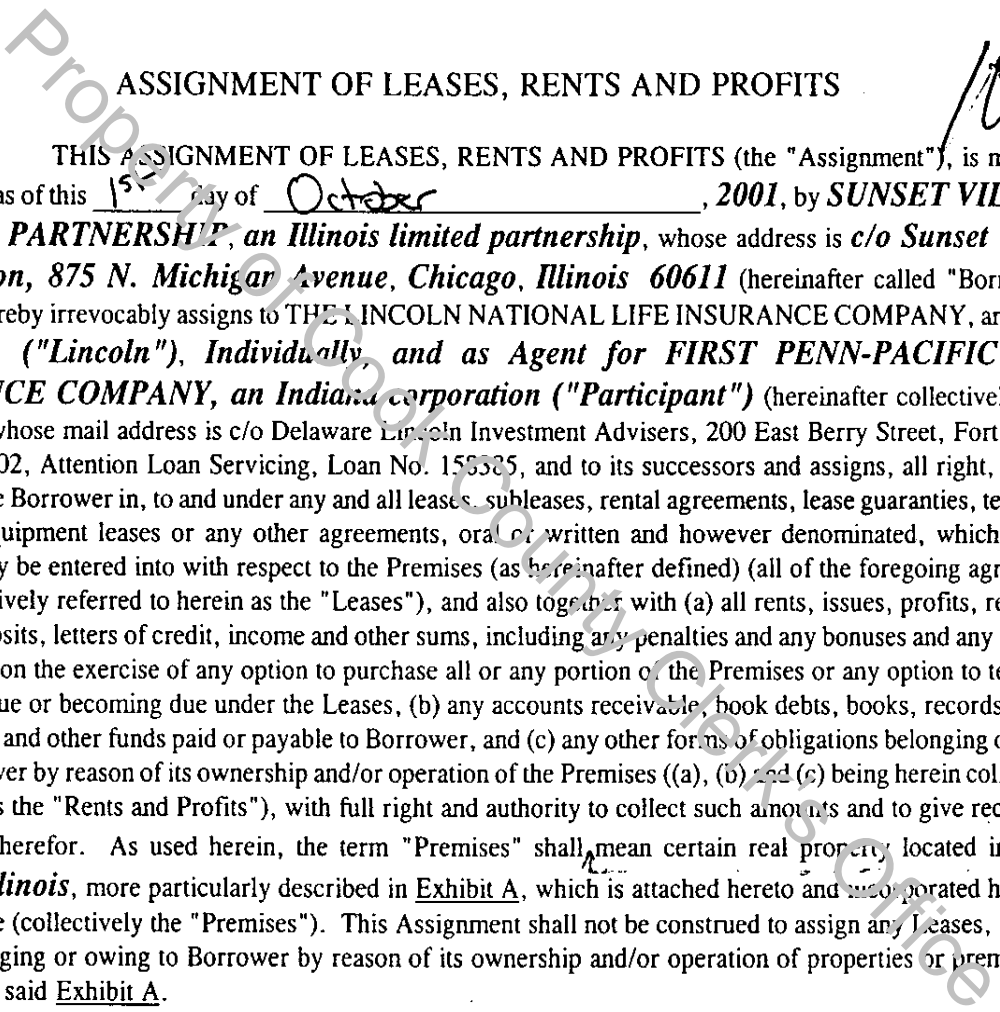 ASSIGNMENT OF LEASES, RENTS AND PROFITS
THIS ASSIGNMENT OF LEASES, RENTS AND PROFITS (the "Assignment"), is m
as of this 1st day of October, 2001, by SUNSET VIL
PARTNERSHIP, an Illinois limited partnership, whose address is c/o Sunset
on, 875 N. Michigan Avenue, Chicago, Illinois 60611 (hereinafter called "Borr
reby irrevocably assigns to THE LINCOLN NATIONAL LIFE INSURANCE COMPANY, an
("Lincoln"), Individually, and as Agent for FIRST PENN-PACIFIC
CE COMPANY, an Indiana corporation ("Participant") (hereinafter collective
whose mail address is c/o Delaware Lincoln Investment Advisers, 200 East Berry Street, Fort
02, Attention Loan Servicing, Loan No. and to its successors and assigns, all right,
e Borrower in, to and under any and all leases, subleases, rental agreements, lease guaranties, te
uipment leases or any other agreements, oral or written and however denominated, which
y be entered into with respect to the Premises (as hereinafter defined) (all of the foregoing agr
ively referred to herein as the "Leases"), and also together with (a) all rents, issues, profits, re
sits, letters of credit, income and other sums, including any penalties and any bonuses and any
on the exercise of any option to purchase all or any portion of the Premises or any option to te
ue or becoming due under the Leases, (b) any accounts receivable, book debts, books, records
and other funds paid or payable to Borrower, and (c) any other forms of obligations belonging o
ver by reason of its ownership and/or operation of the Premises ((a), (b) and (c) being herein col
s the "Rents and Profits"), with full right and authority to collect such amounts and to give rec
herefor. As used herein, the term "Premises" shall mean certain real property located in
linois, more particularly described in Exhibit A, which is attached hereto and incorporated h
e (collectively the "Premises"). This Assignment shall not be construed to assign any Leases,
ging or owing to Borrower by reason of its ownership and/or operation of properties or prem
said Exhibit A.
Property of Cook County Clerk's Office